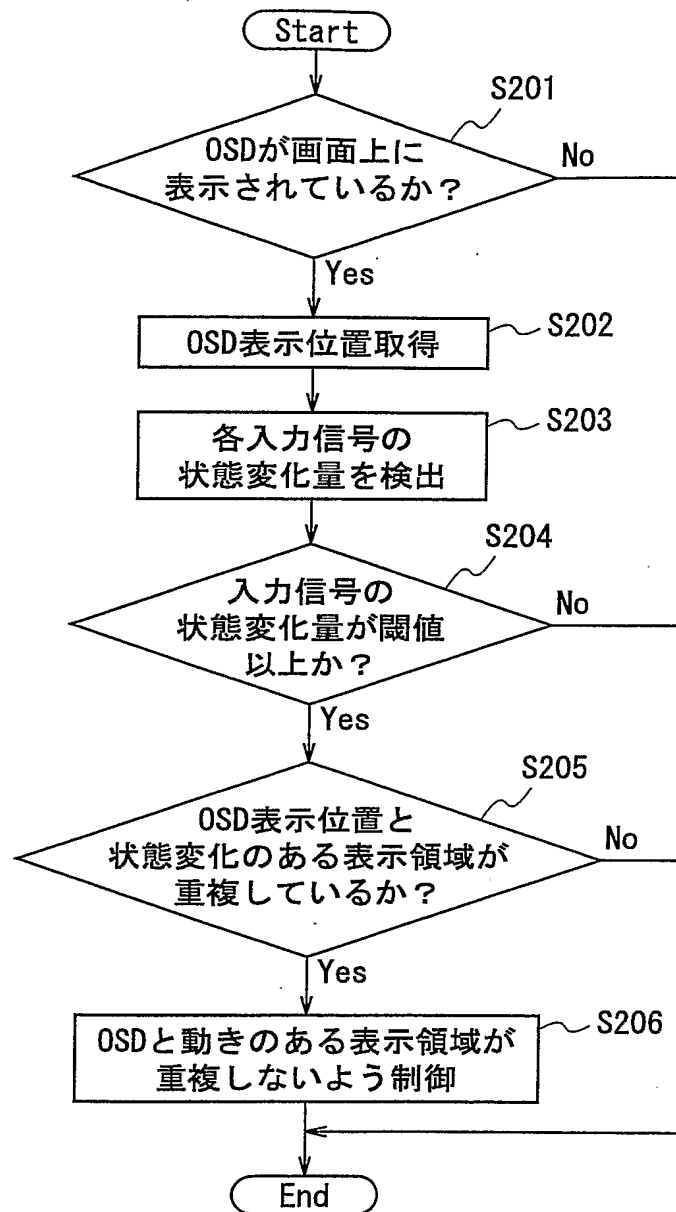 Start
S201
OSDが画面上に
表示されているか？
No
Yes
OSD表示位置取得
S202
各入力信号の
状態変化量を検出
S203
S204
入力信号の
状態変化量が閾値
以上か？
No
Yes
S205
OSD表示位置と
状態変化のある表示領域が
重複しているか？
No
Yes
OSDと動きのある表示領域が
重複しないよう制御
S206
End